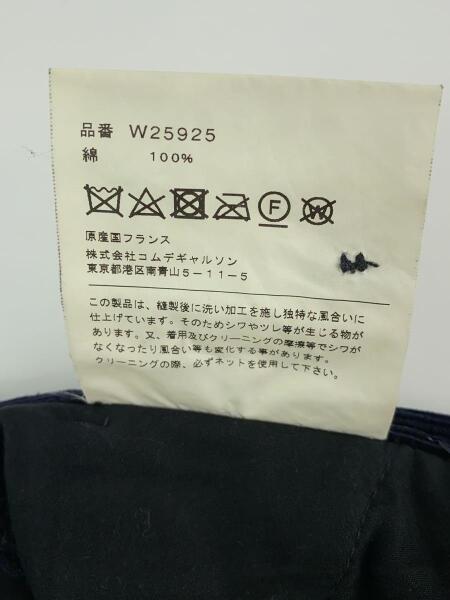 品番 W25925
綿 100%
F
W
原産国フランス
株式会社コムデギャルソン
東京都港区南青山5-11-5
この製品は、縫製後に洗い加工を施し独特な風合いに
仕上げています。そのためシワやツレ等が生じる物が
あります。又、着用及びクリーニングの摩擦等でシワが
なくなったり風合い等も変化する事があります。
クリーニングの際、必ずネットを使用して下さい。